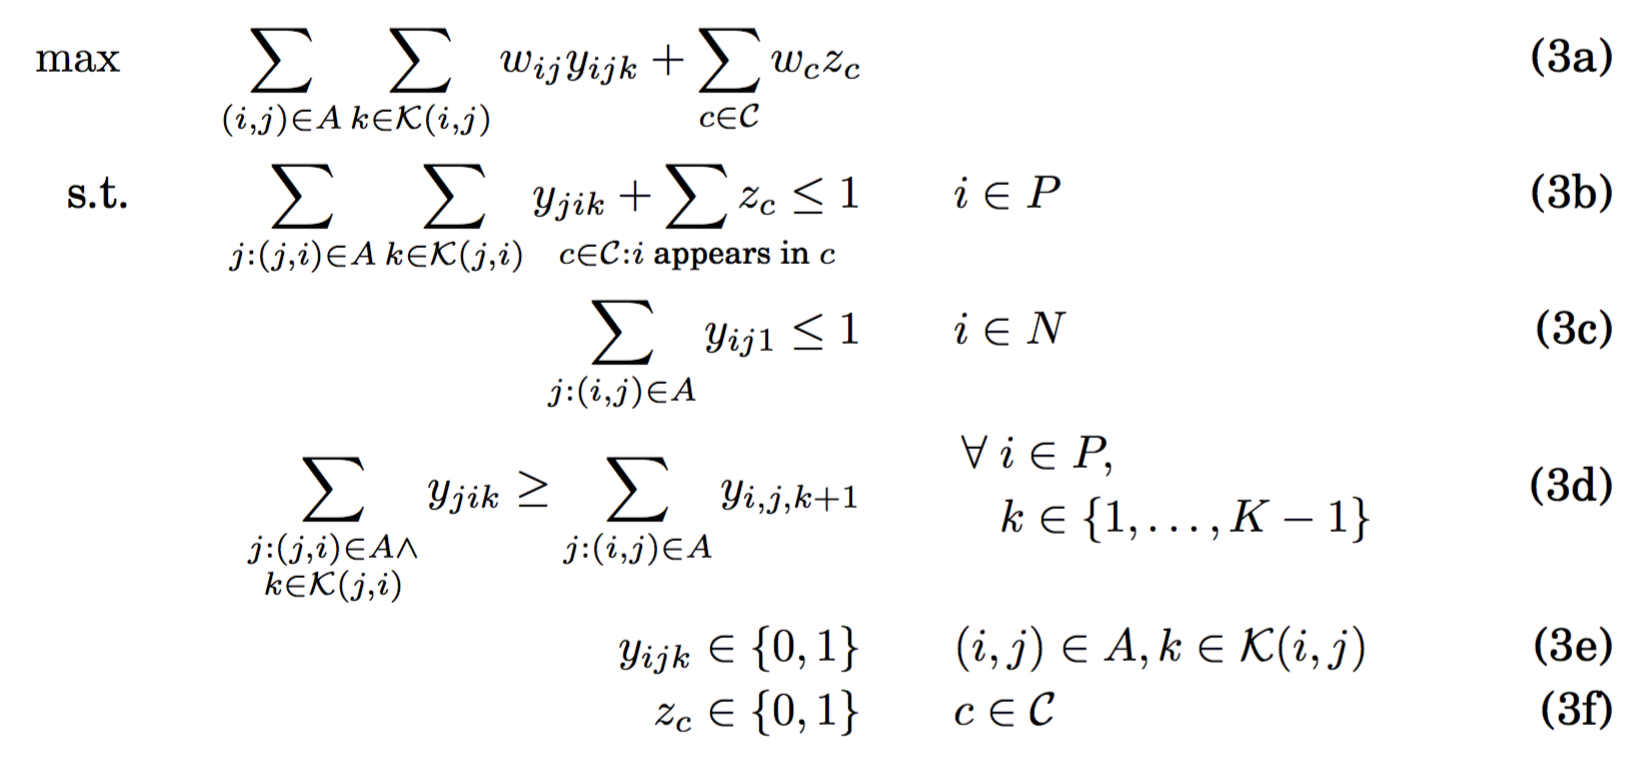 max ∑_{(i,j)∈A} ∑_{k∈𝒦(i,j)} w_{ij}y_{ijk} + ∑_{c∈𝒞} w_c z_c (3a)
s.t. ∑_{j:(j,i)∈A} ∑_{k∈𝒦(j,i)} y_{jik} + ∑_{c∈𝒞:i appears in c} z_c ≤ 1 i ∈ P (3b)
∑_{j:(i,j)∈A} y_{ij1} ≤ 1 i ∈ N (3c)
∑_{j:(j,i)∈A∧ k∈𝒦(j,i)} y_{jik} ≥ ∑_{j:(i,j)∈A} y_{i,j,k+1} ∀ i ∈ P, k ∈ {1, …, K − 1} (3d)
y_{ijk} ∈ {0, 1} (i, j) ∈ A, k ∈ 𝒦(i, j) (3e)
z_c ∈ {0, 1} c ∈ 𝒞 (3f)